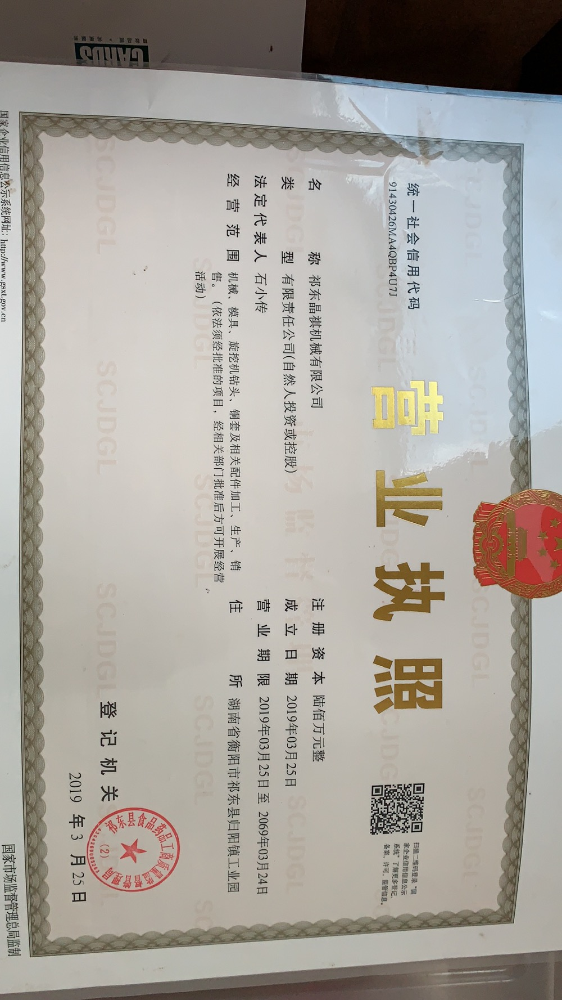 CARDS
营业执照
统一社会信用代码
91430426MA4QBP4U7J
扫描二维码登录“国
家企业信用信息公示
系统”了解更多登记、
备案、许可、监管信息。
名称 祁东晶祺机械有限公司
类型 有限责任公司(自然人投资或控股)
法定代表人 石小传
经营范围 机械、模具、旋挖机钻头、铜套及相关配件加工、生产、销
售。（依法须经批准的项目，经相关部门批准后方可开展经营
活动）
注册资本 陆佰万元整
成立日期 2019年03月25日
营业期限 2019年03月25日 至 2069年03月24日
住所 湖南省衡阳市祁东县归阳镇工业园
登记机关
祁东县食品药品工商质量监督管理局
(2)
2019 年 3 月 25 日
国家企业信用信息公示系统网址：http://www.gsxt.gov.cn
国家市场监督管理总局监制
SCJDGL